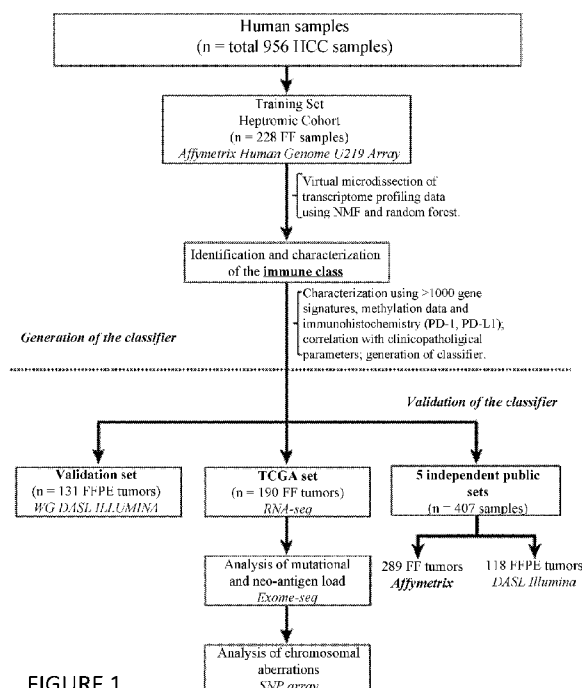 Human samples
(n = total 956 HCC samples)
Training Set
Heptromic Cohort
(n = 228 FF samples)
Affymetrix Human Genome U219 Array
Virtual microdissection of
transcriptome profiling data
using NMF and random forest.
Identification and characterization
of the immune class
Characterization using >1000 gene
signatures, methylation data and
immunohistochemistry (PD-1, PD-L1);
correlation with clinicopatholgical
parameters; generation of classifier.
Generation of the classifier
Validation of the classifier
Validation set
(n = 131 FFPE tumors)
WG DASL ILLUMINA
TCGA set
(n = 190 FF tumors)
RNA-seq
5 independent public
sets
(n = 407 samples)
Analysis of mutational
and neo-antigen load
Exome-seq
289 FF tumors
Affymetrix
118 FFPE tumors
DASL Illumina
Analysis of chromosomal
aberrations
SNP array
FIGURE 1